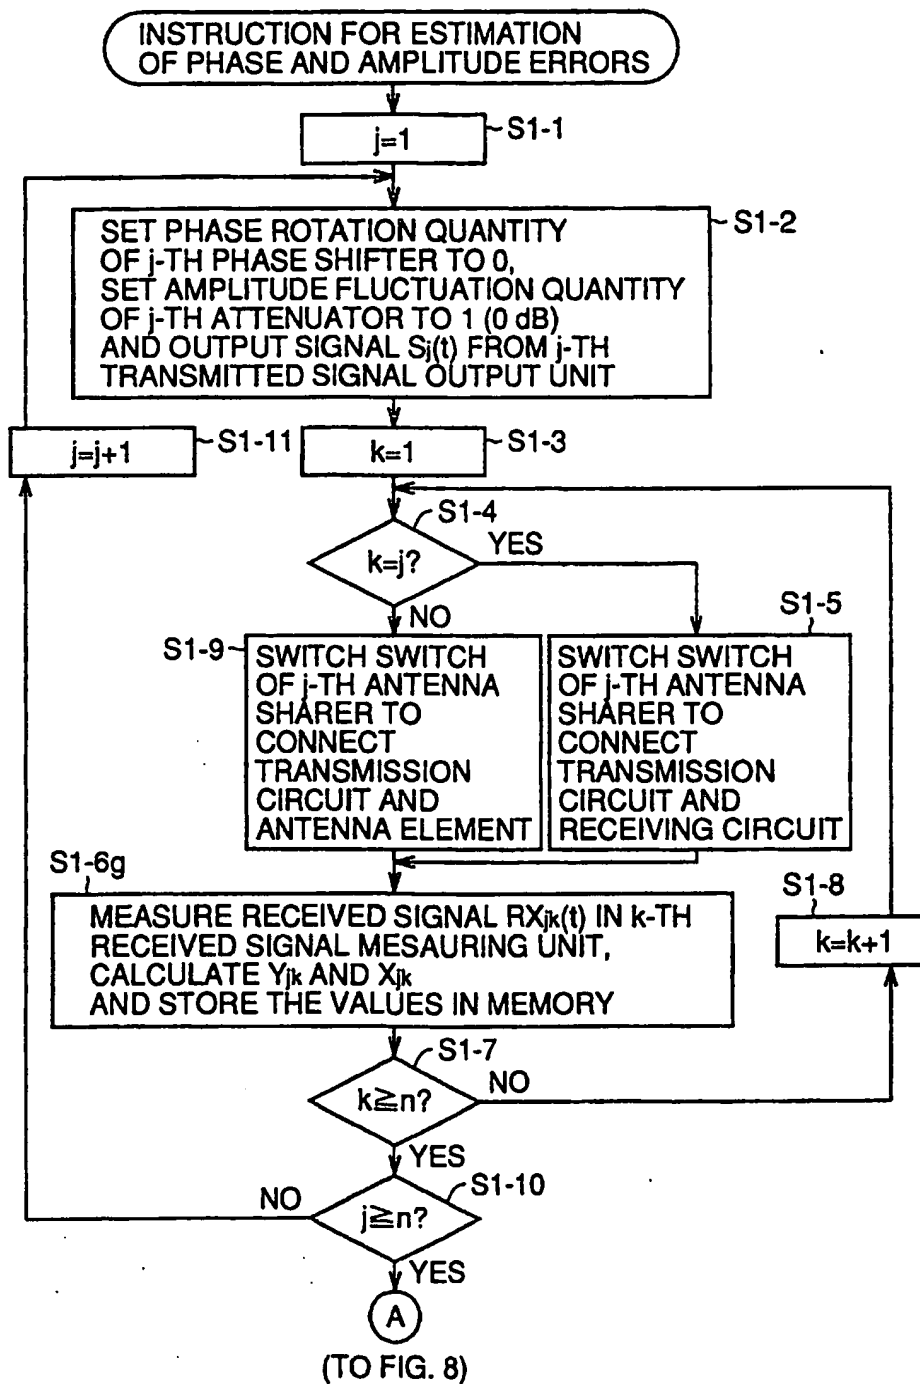 INSTRUCTION FOR ESTIMATION
OF PHASE AND AMPLITUDE ERRORS
j=1
S1-1
S1-2
SET PHASE ROTATION QUANTITY
OF j-TH PHASE SHIFTER TO 0,
SET AMPLITUDE FLUCTUATION QUANTITY
OF j-TH ATTENUATOR TO 1 (0 dB)
AND OUTPUT SIGNAL Sj(t) FROM j-TH
TRANSMITTED SIGNAL OUTPUT UNIT
j=j+1
S1-11
k=1
S1-3
S1-4
k=j?
YES
NO
S1-9
SWITCH SWITCH
OF j-TH ANTENNA
SHARER TO
CONNECT
TRANSMISSION
CIRCUIT AND
ANTENNA ELEMENT
S1-5
SWITCH SWITCH
OF j-TH ANTENNA
SHARER TO
CONNECT
TRANSMISSION
CIRCUIT AND
RECEIVING CIRCUIT
S1-6g
MEASURE RECEIVED SIGNAL RXjk(t) IN k-TH
RECEIVED SIGNAL MESAURING UNIT,
CALCULATE Yjk AND Xjk
AND STORE THE VALUES IN MEMORY
S1-8
k=k+1
S1-7
k≧n?
NO
YES
S1-10
NO
j≧n?
YES
A
(TO FIG. 8)